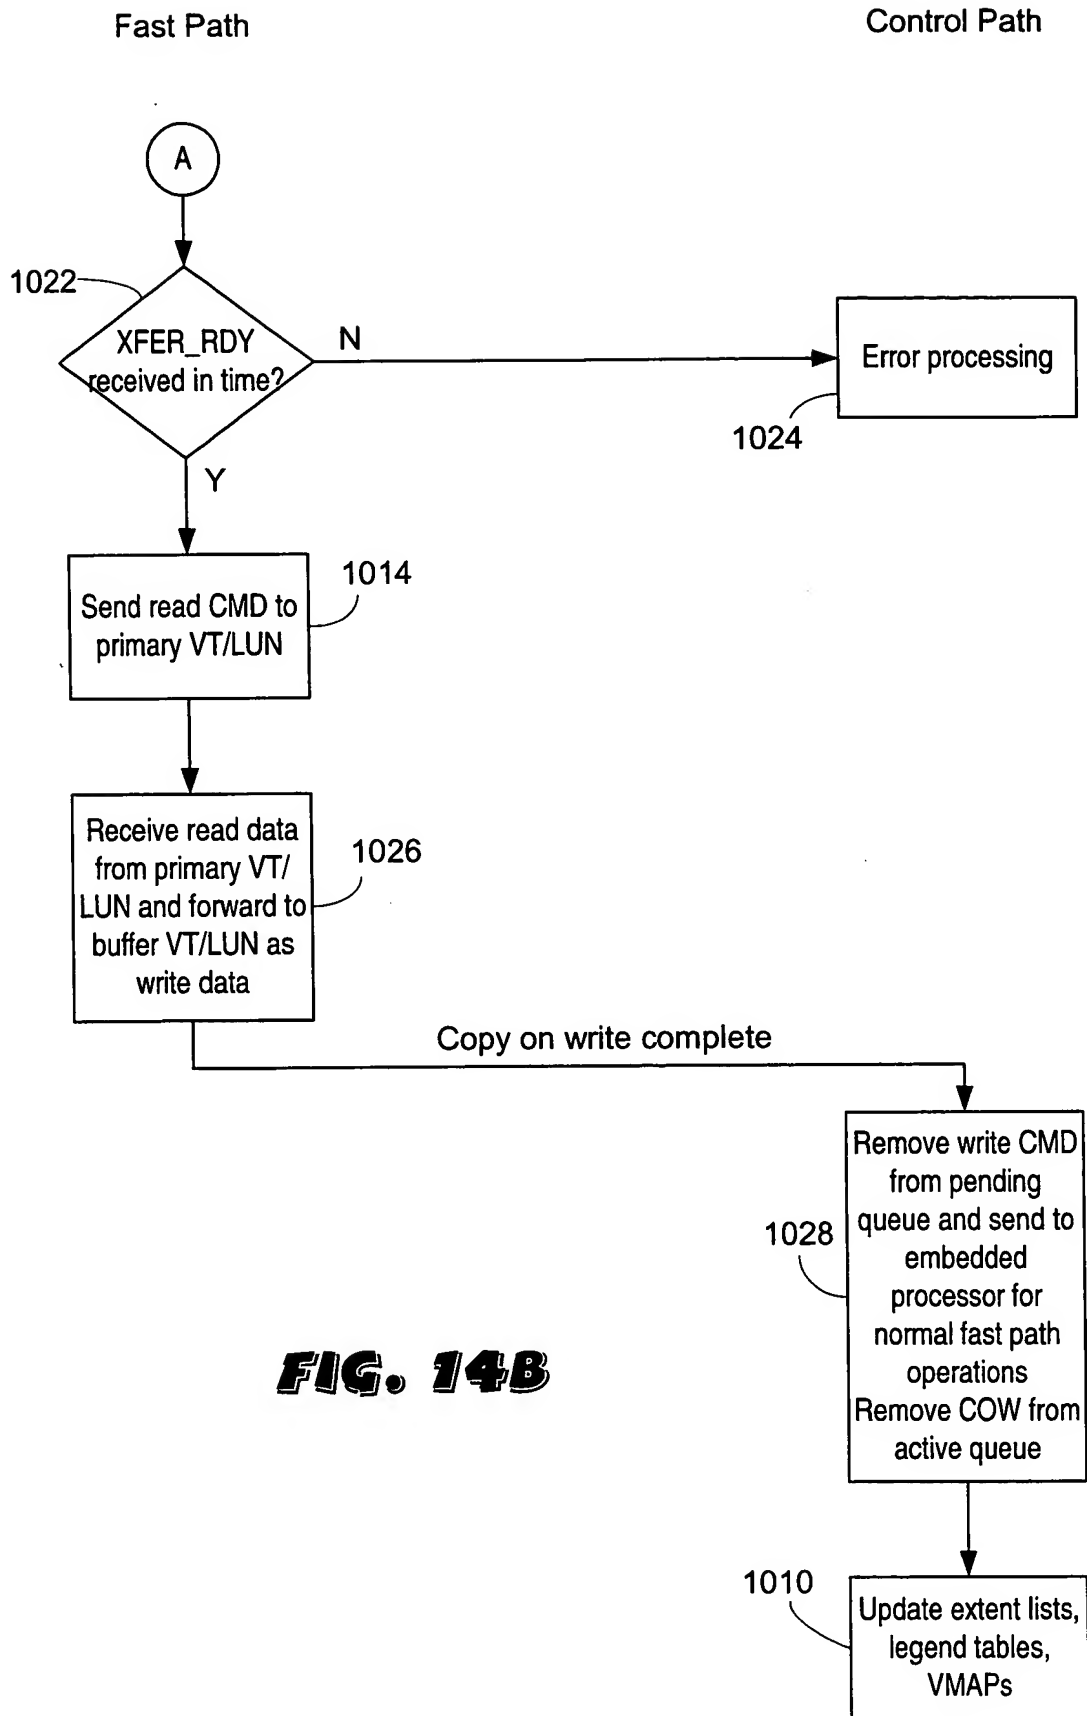 Fast Path
Control Path
A
1022
XFER_RDY
received in time?
N
Error processing
1024
Y
Send read CMD to
primary VT/LUN
1014
Receive read data
from primary VT/
LUN and forward to
buffer VT/LUN as
write data
1026
Copy on write complete
Remove write CMD
from pending
queue and send to
embedded
processor for
normal fast path
operations
Remove COW from
active queue
1028
FIG. 14B
1010
Update extent lists,
legend tables,
VMAPs